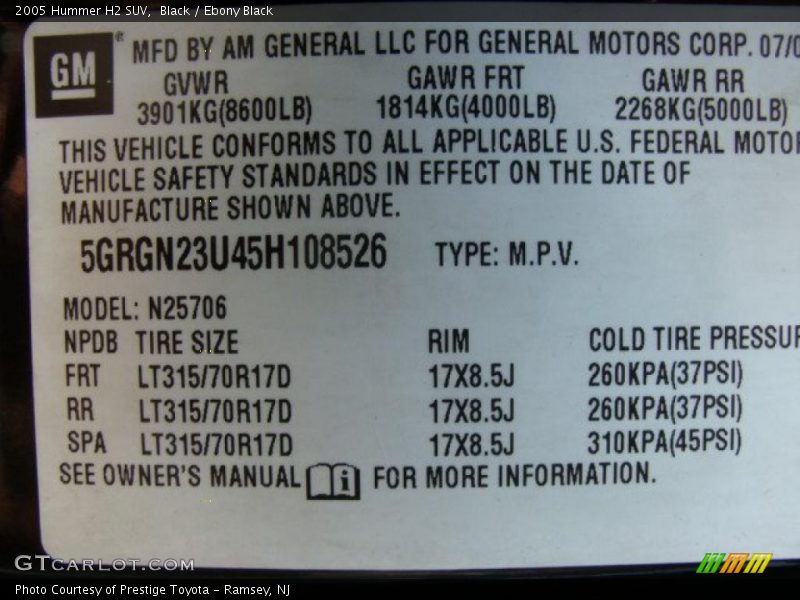 2005 Hummer H2 SUV,  Black / Ebony Black
GM® MFD BY AM GENERAL LLC FOR GENERAL MOTORS CORP. 07/0
GVWR GAWR FRT GAWR RR
3901KG(8600LB) 1814KG(4000LB) 2268KG(5000LB)
THIS VEHICLE CONFORMS TO ALL APPLICABLE U.S. FEDERAL MOTOR
VEHICLE SAFETY STANDARDS IN EFFECT ON THE DATE OF
MANUFACTURE SHOWN ABOVE.
5GRGN23U45H108526 TYPE: M.P.V.
MODEL: N25706
NPDB TIRE SIZE RIM COLD TIRE PRESSUR
FRT LT315/70R17D 17X8.5J 260KPA(37PSI)
RR LT315/70R17D 17X8.5J 260KPA(37PSI)
SPA LT315/70R17D 17X8.5J 310KPA(45PSI)
SEE OWNER'S MANUAL i FOR MORE INFORMATION.
GTCARLOT.COM
Photo Courtesy of Prestige Toyota - Ramsey, NJ